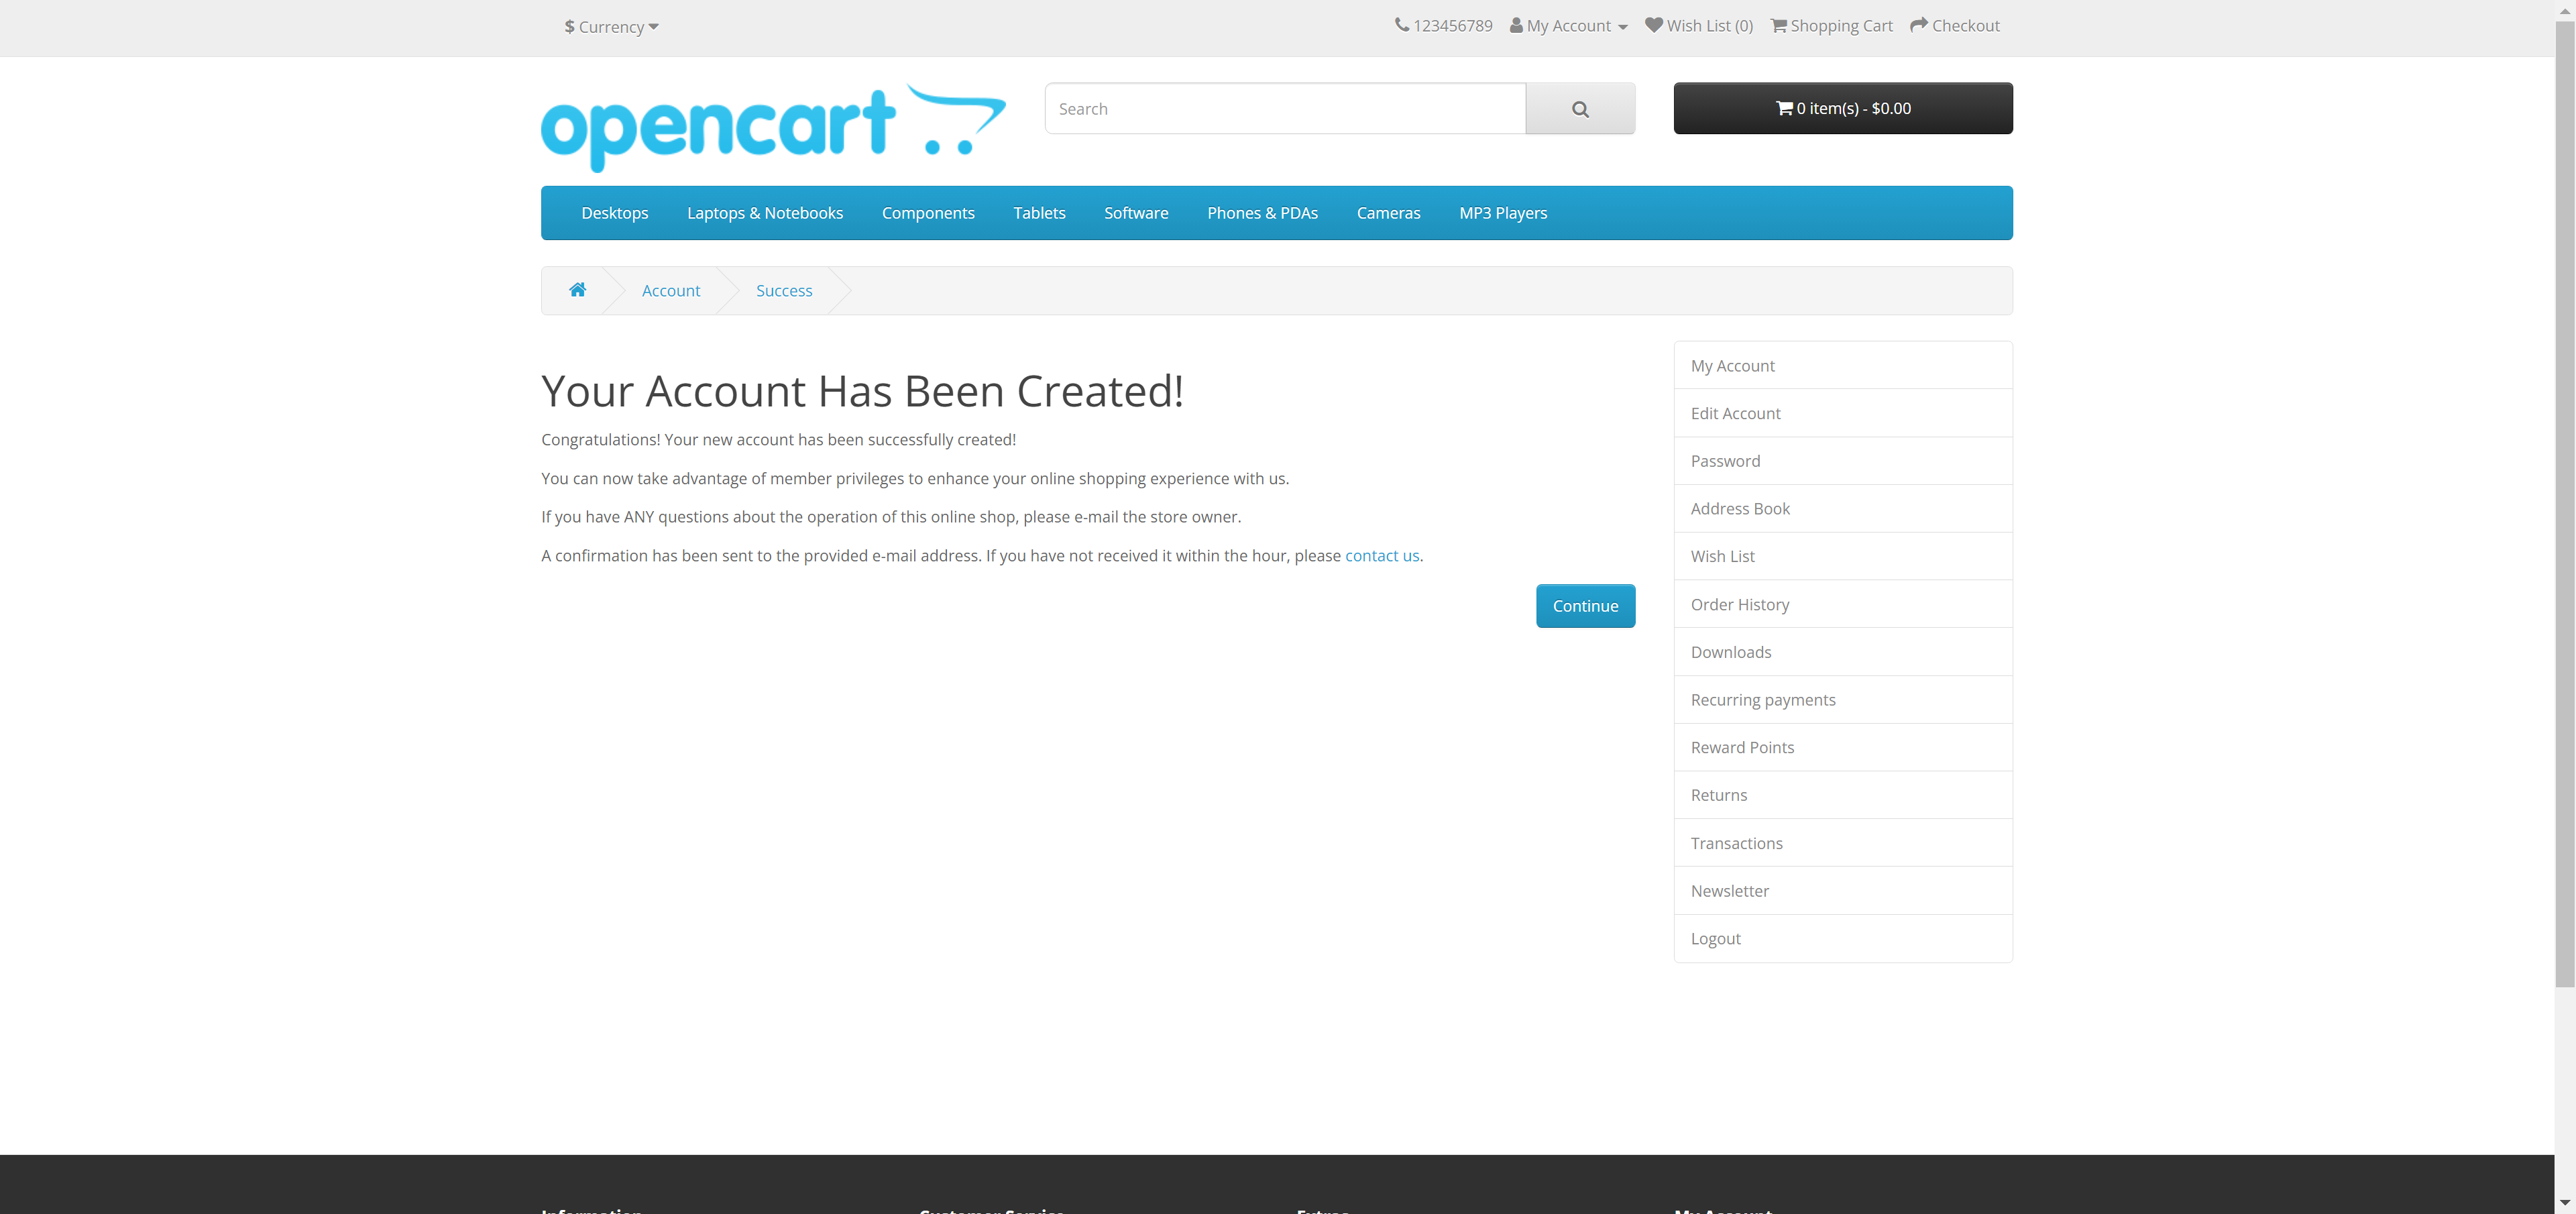 $ Currency
123456789 My Account Wish List (0) Shopping Cart Checkout
opencart
Search
0 item(s) - $0.00
Desktops Laptops & Notebooks Components Tablets Software Phones & PDAs Cameras MP3 Players
Account Success
Your Account Has Been Created!
Congratulations! Your new account has been successfully created!
You can now take advantage of member privileges to enhance your online shopping experience with us.
If you have ANY questions about the operation of this online shop, please e-mail the store owner.
A confirmation has been sent to the provided e-mail address. If you have not received it within the hour, please contact us.
Continue
My Account
Edit Account
Password
Address Book
Wish List
Order History
Downloads
Recurring payments
Reward Points
Returns
Transactions
Newsletter
Logout
Information Customer Service Extras My Account